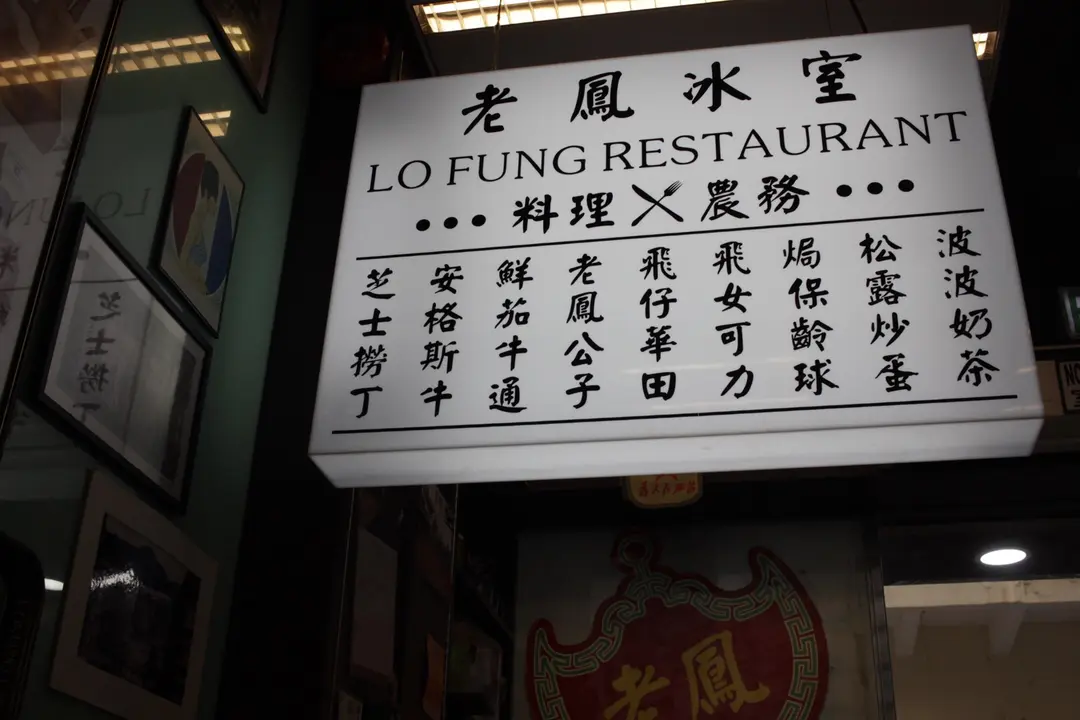 老鳳冰室
LO FUNG RESTAURANT
•••料理 農務•••
波波奶茶
松露炒蛋
焗保齡球
飛女可力
飛仔華田
老鳳公子
鮮茄牛通
安格斯牛
芝士撈丁
老鳳